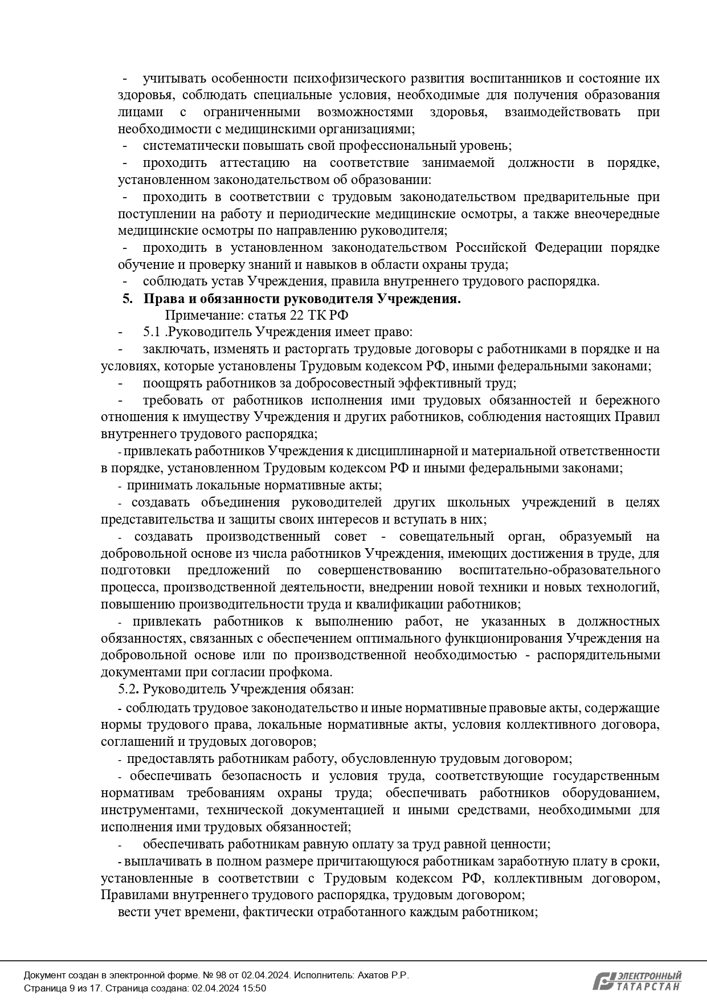 - учитывать особенности психофизического развития воспитанников и состояние их
здоровья, соблюдать специальные условия, необходимые для получения образования
лицами с ограниченными возможностями здоровья, взаимодействовать при
необходимости с медицинскими организациями;
- систематически повышать свой профессиональный уровень;
- проходить аттестацию на соответствие занимаемой должности в порядке,
установленном законодательством об образовании:
- проходить в соответствии с трудовым законодательством предварительные при
поступлении на работу и периодические медицинские осмотры, а также внеочередные
медицинские осмотры по направлению руководителя;
- проходить в установленном законодательством Российской Федерации порядке
обучение и проверку знаний и навыков в области охраны труда;
- соблюдать устав Учреждения, правила внутреннего трудового распорядка.
5. Права и обязанности руководителя Учреждения.
Примечание: статья 22 ТК РФ
- 5.1 .Руководитель Учреждения имеет право:
- заключать, изменять и расторгать трудовые договоры с работниками в порядке и на
условиях, которые установлены Трудовым кодексом РФ, иными федеральными законами;
- поощрять работников за добросовестный эффективный труд;
- требовать от работников исполнения ими трудовых обязанностей и бережного
отношения к имуществу Учреждения и других работников, соблюдения настоящих Правил
внутреннего трудового распорядка;
- привлекать работников Учреждения к дисциплинарной и материальной ответственности
в порядке, установленном Трудовым кодексом РФ и иными федеральными законами;
- принимать локальные нормативные акты;
- создавать объединения руководителей других школьных учреждений в целях
представительства и защиты своих интересов и вступать в них;
- создавать производственный совет - совещательный орган, образуемый на
добровольной основе из числа работников Учреждения, имеющих достижения в труде, для
подготовки предложений по совершенствованию воспитательно-образовательного
процесса, производственной деятельности, внедрении новой техники и новых технологий,
повышению производительности труда и квалификации работников;
- привлекать работников к выполнению работ, не указанных в должностных
обязанностях, связанных с обеспечением оптимального функционирования Учреждения на
добровольной основе или по производственной необходимостью - распорядительными
документами при согласии профкома.
5.2. Руководитель Учреждения обязан:
- соблюдать трудовое законодательство и иные нормативные правовые акты, содержащие
нормы трудового права, локальные нормативные акты, условия коллективного договора,
соглашений и трудовых договоров;
- предоставлять работникам работу, обусловленную трудовым договором;
- обеспечивать безопасность и условия труда, соответствующие государственным
нормативам требованиям охраны труда; обеспечивать работников оборудованием,
инструментами, технической документацией и иными средствами, необходимыми для
исполнения ими трудовых обязанностей;
- обеспечивать работникам равную оплату за труд равной ценности;
- выплачивать в полном размере причитающуюся работникам заработную плату в сроки,
установленные в соответствии с Трудовым кодексом РФ, коллективным договором,
Правилами внутреннего трудового распорядка, трудовым договором;
вести учет времени, фактически отработанного каждым работником;
Документ создан в электронной форме. № 98 от 02.04.2024. Исполнитель: Ахатов Р.Р.
Страница 9 из 17. Страница создана: 02.04.2024 15:50
ЭЛЕКТРОННЫЙ
ТАТАРСТАН